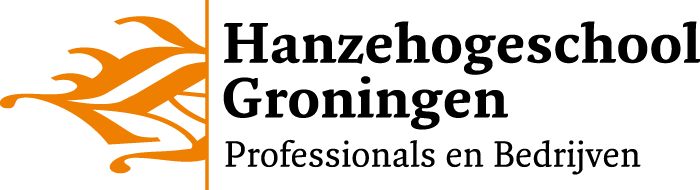 Hanzehogeschool
Groningen
Professionals en Bedrijven